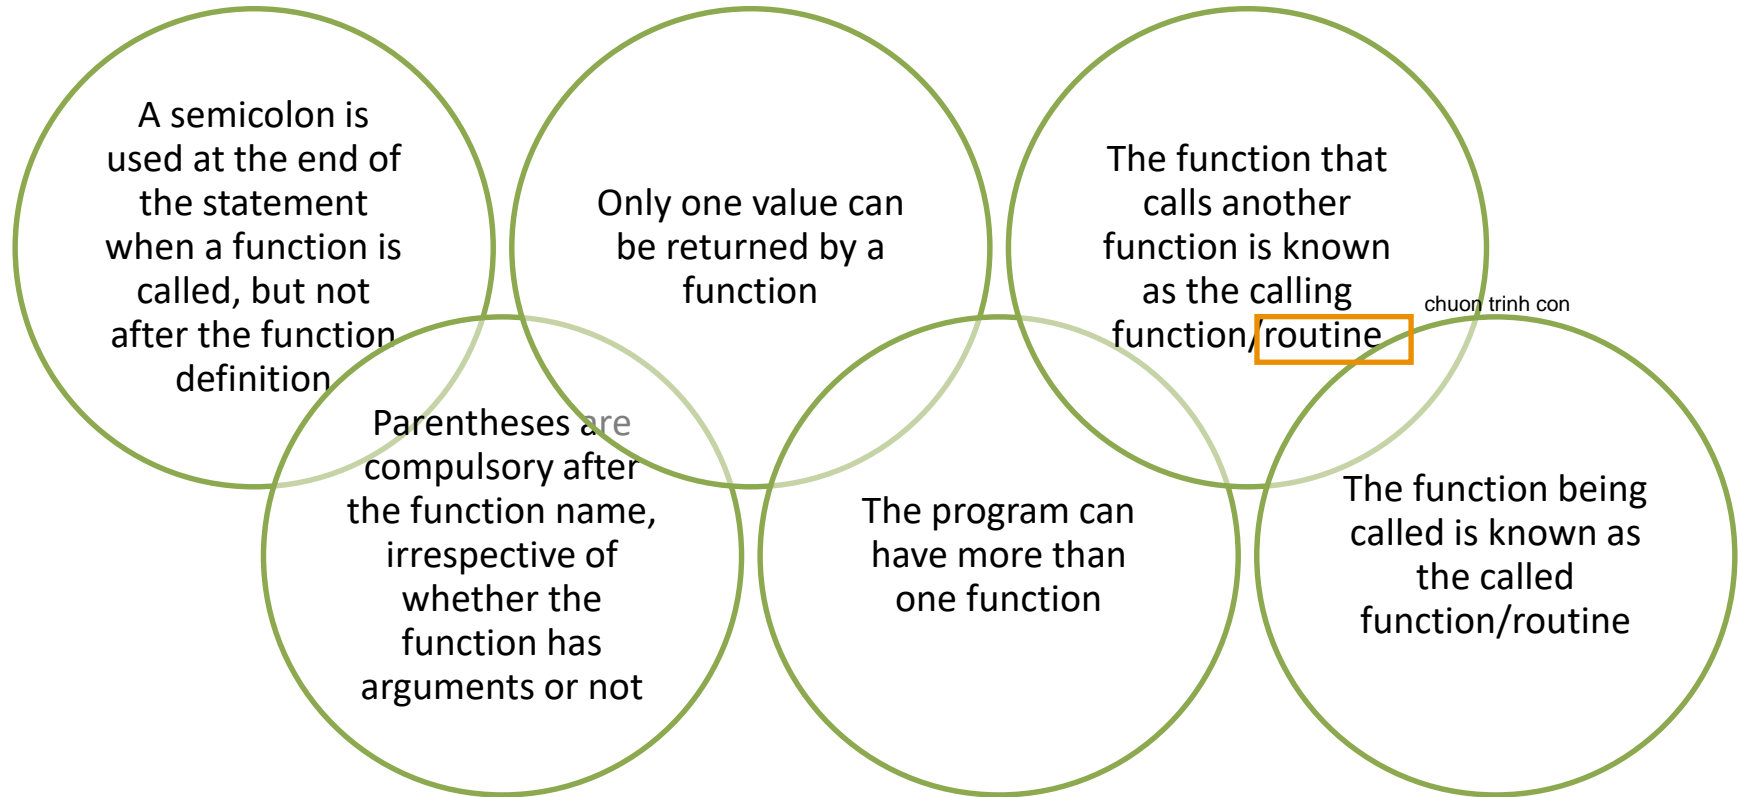 A semicolon is
used at the end of
the statement
when a function is
called, but not
after the function
definition
Parentheses are
compulsory after
the function name,
irrespective of
whether the
function has
arguments or not
Only one value can
be returned by a
function
The program can
have more than
one function
The function that
calls another
function is known
as the calling
function/routine
chuon trinh con
The function being
called is known as
the called
function/routine